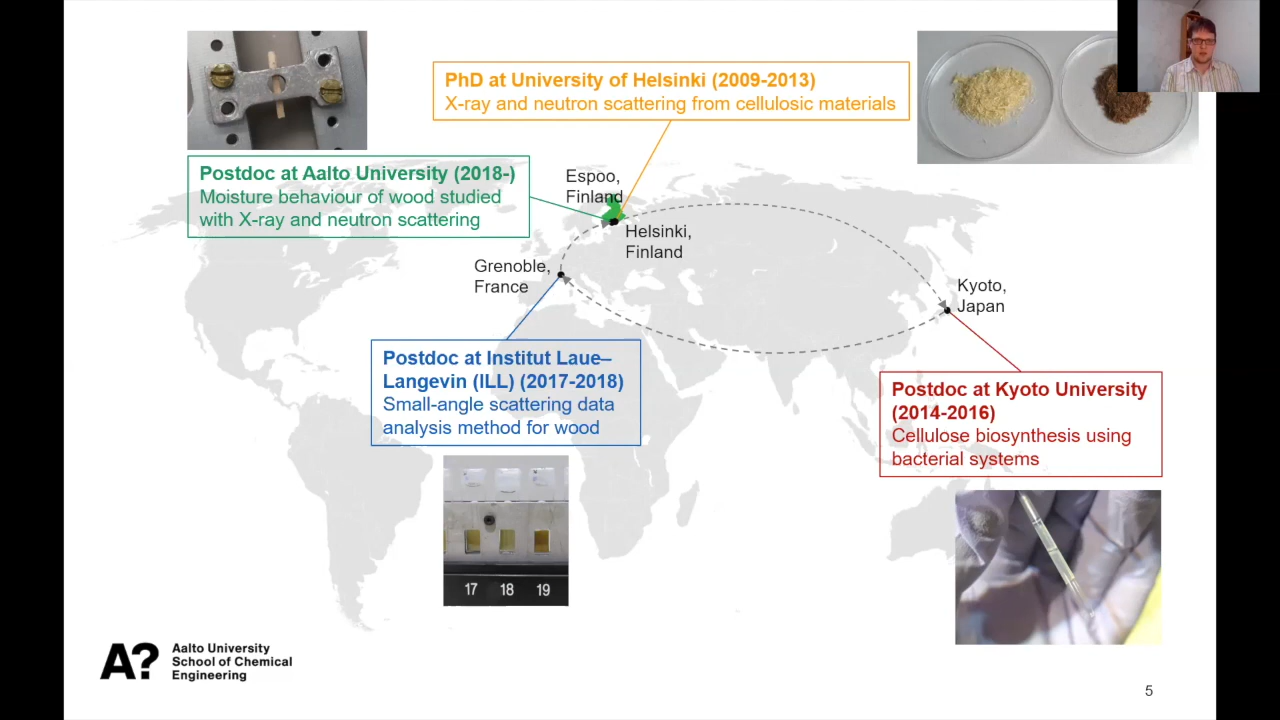 PhD at University of Helsinki (2009-2013)
X-ray and neutron scattering from cellulosic materials
Postdoc at Aalto University (2018-)
Moisture behaviour of wood studied
with X-ray and neutron scattering
Espoo,
Finland
Helsinki,
Finland
Grenoble,
France
Kyoto,
Japan
Postdoc at Institut Laue–
Langevin (ILL) (2017-2018)
Small-angle scattering data
analysis method for wood
Postdoc at Kyoto University
(2014-2016)
Cellulose biosynthesis using
bacterial systems
17 18 19
A?
Aalto University
School of Chemical
Engineering
5